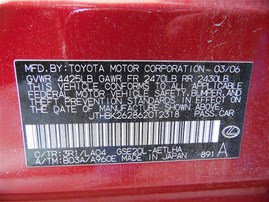 MFD.BY: TOYOTA MOTOR CORPORATION - 03/06
GVWR 4425LB GAWR FR 2470LB RR 2430LB
THIS VEHICLE CONFORMS TO ALL APPLICABLE
FEDERAL MOTOR VEHICLE SAFETY, BUMPER,
AND THEFT PREVENTION STANDARDS IN EFFECT
ON THE DATE OF MANUFACTURE SHOWN ABOVE.
JTHBK262862012318 PASS.CAR
C/TR: 3R1/LA04 GSE20L-AETLHA
A/TM: B03A/A960E MADE IN JAPAN 891 A